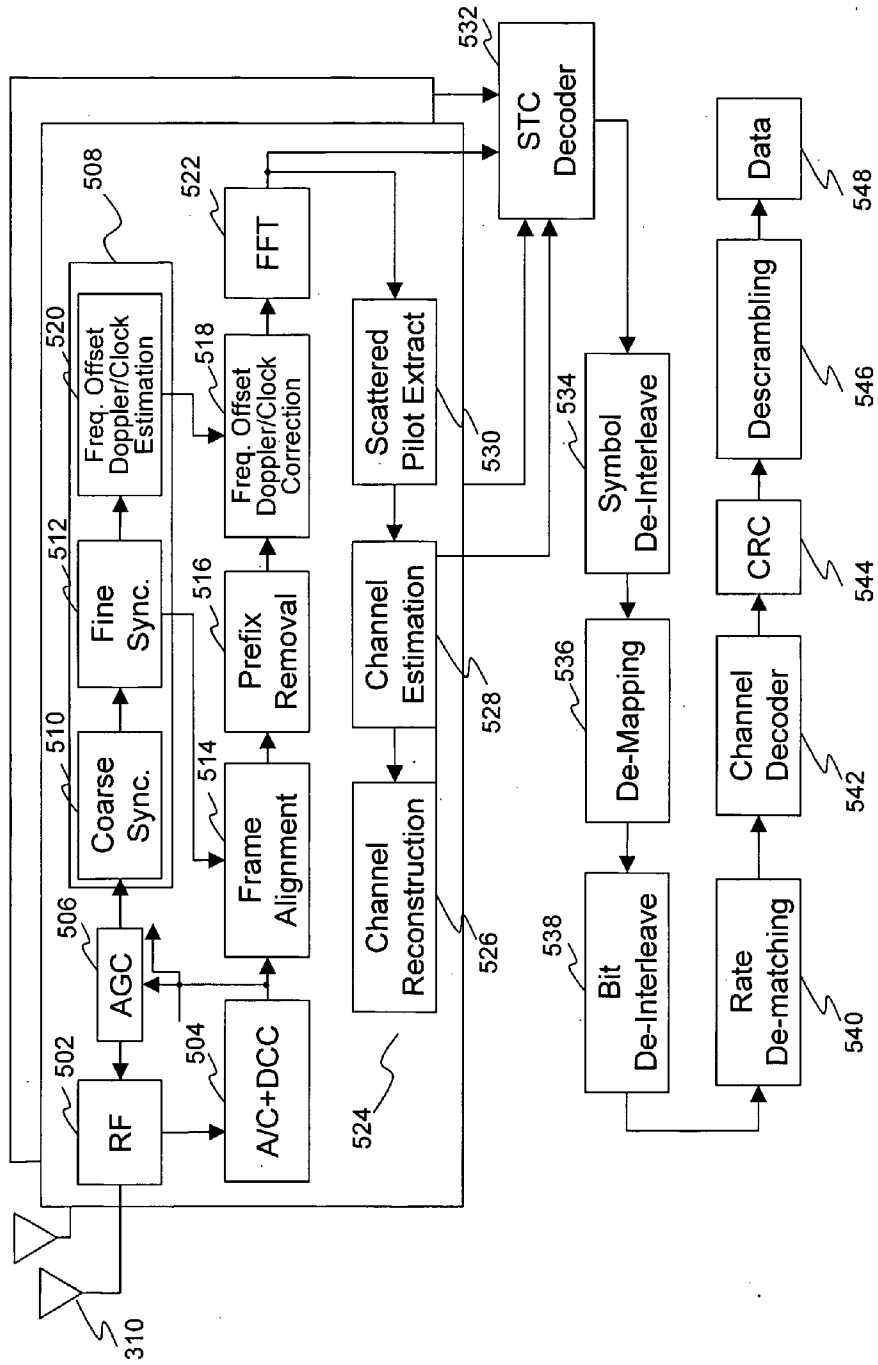 310
RF
502
AGC
506
Coarse
Sync.
510
Fine
Sync.
512
Freq. Offset
Doppler/Clock
Estimation
520
508
A/C+DCC
504
Frame
Alignment
514
Prefix
Removal
516
Freq. Offset
Doppler/Clock
Correction
518
FFT
522
524
Channel
Reconstruction
526
Channel
Estimation
528
Scattered
Pilot Extract
530
STC
Decoder
532
Symbol
De-Interleave
534
De-Mapping
536
Bit
De-Interleave
538
Rate
De-matching
540
Channel
Decoder
542
CRC
544
Descrambling
546
Data
548